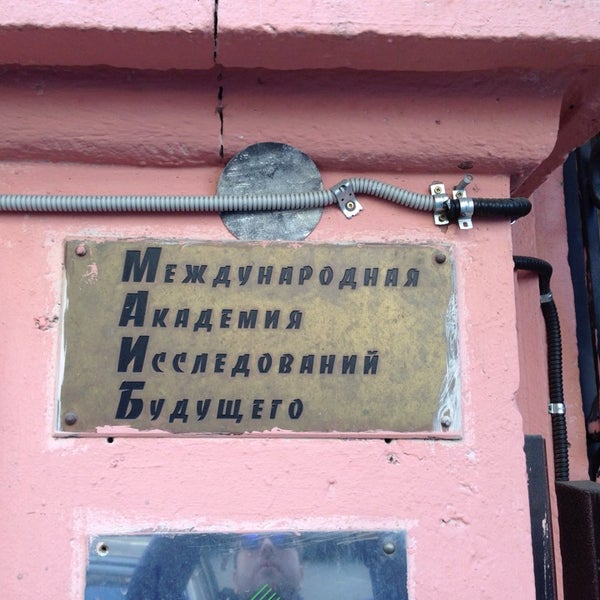 Международная
Академия
Исследований
Будущего